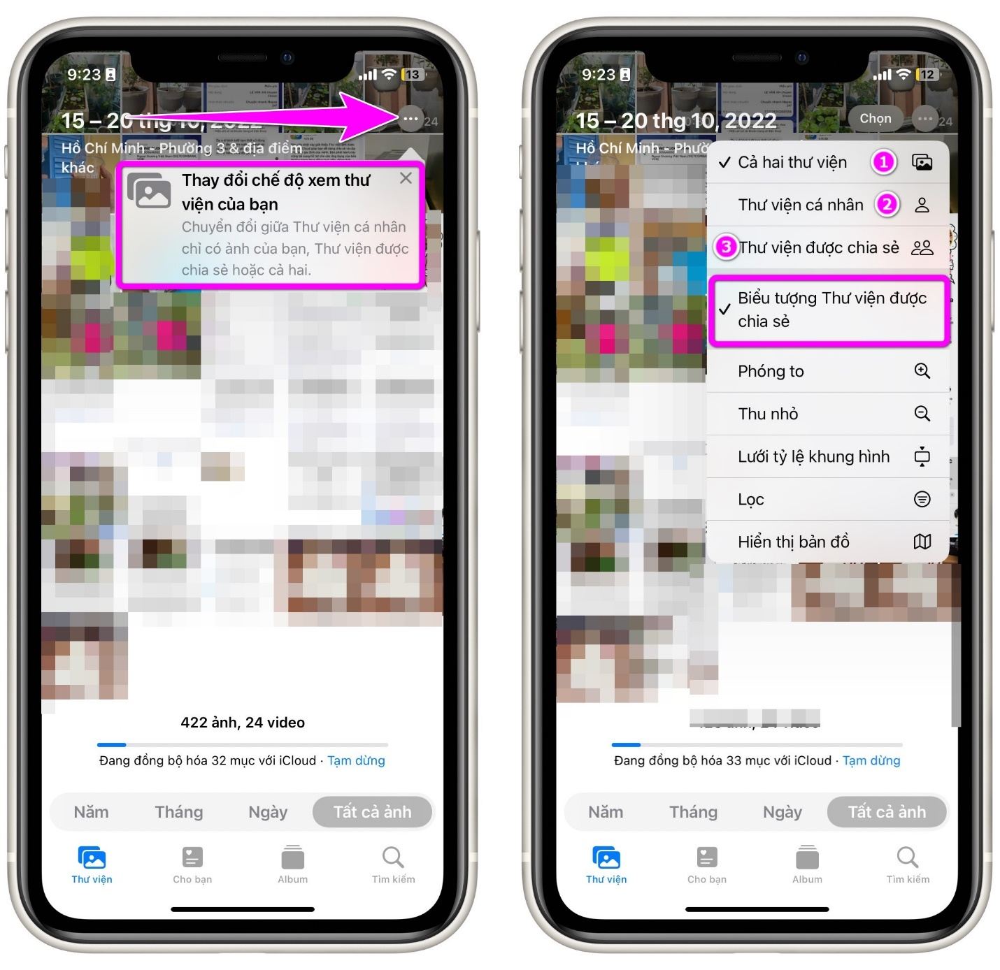 9:23
13
15 – 20 thg 10, 2022
24
Hồ Chí Minh - Phường 3 & địa điểm
khác
Thay đổi chế độ xem thư
viện của bạn
Chuyển đổi giữa Thư viện cá nhân
chỉ có ảnh của bạn, Thư viện được
chia sẻ hoặc cả hai.
422 ảnh, 24 video
Đang đồng bộ hóa 32 mục với iCloud · Tạm dừng
Năm
Tháng
Ngày
Tất cả ảnh
Thư viện
Cho bạn
Album
Tìm kiếm
9:23
12
15 – 20 thg 10, 2022
Chọn
24
Hồ Chí Minh - Phườ
Cả hai thư viện
1
Thư viện cá nhân
2
3
Thư viện được chia sẻ
Biểu tượng Thư viện được
chia sẻ
Phóng to
Thu nhỏ
Lưới tỷ lệ khung hình
Lọc
Hiển thị bản đồ
Đang đồng bộ hóa 33 mục với iCloud · Tạm dừng
Năm
Tháng
Ngày
Tất cả ảnh
Thư viện
Cho bạn
Album
Tìm kiếm